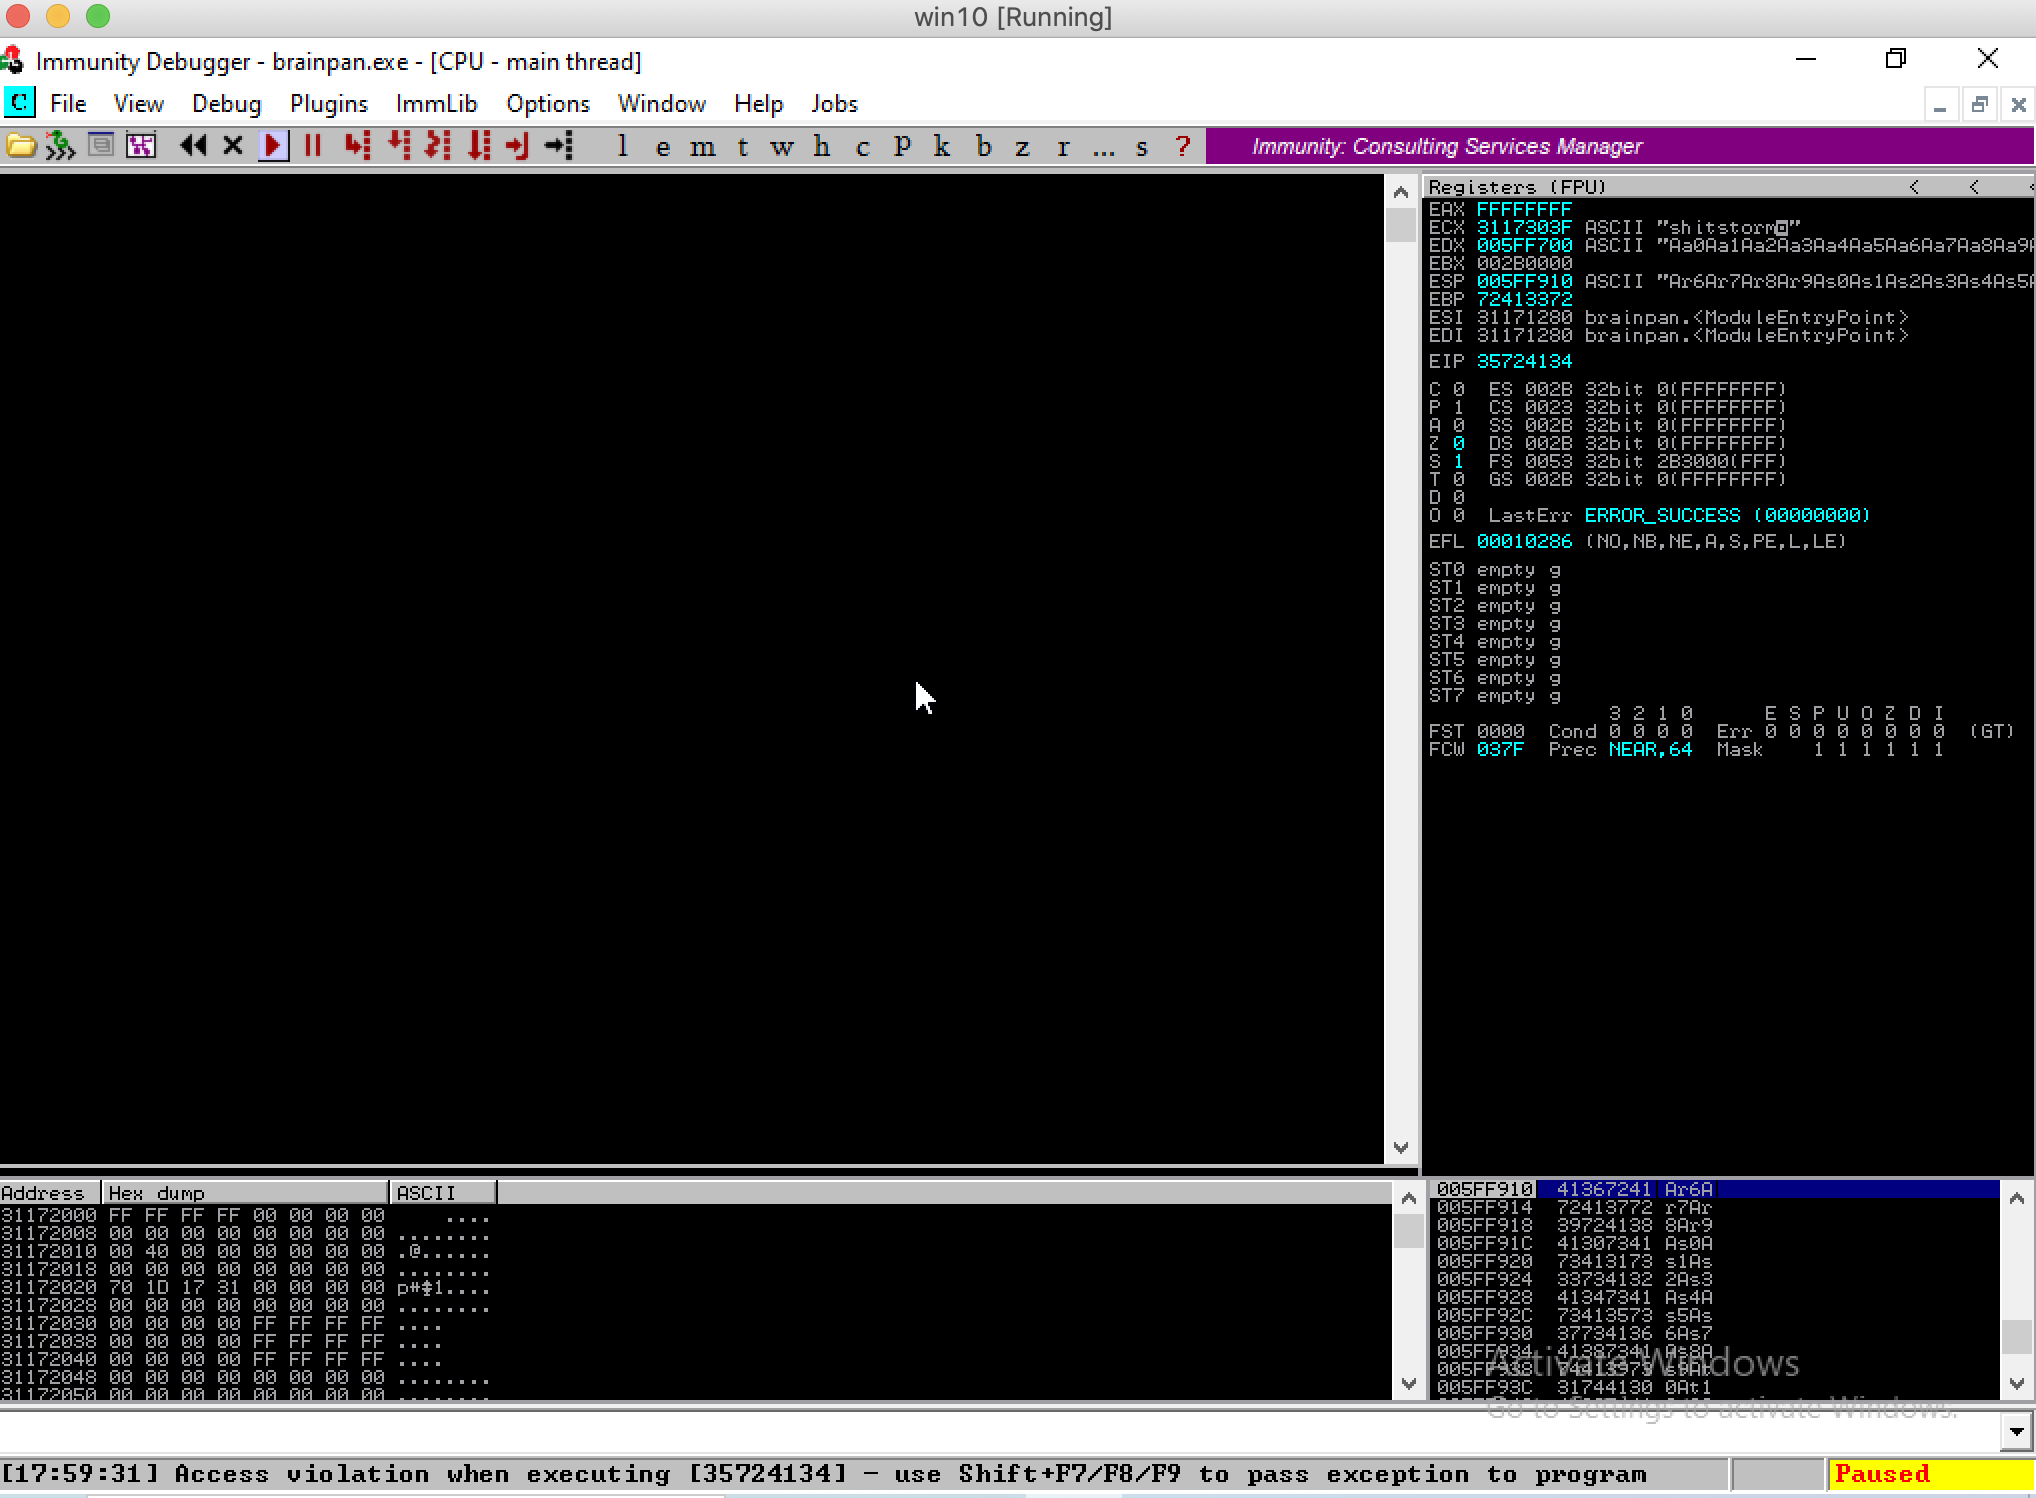 win10 [Running]
Immunity Debugger - brainpan.exe - [CPU - main thread]
C File View Debug Plugins ImmLib Options Window Help Jobs
l e m t w h c P k b z r ... s ? Immunity: Consulting Services Manager
Registers (FPU) < < <
EAX FFFFFFFF
ECX 3117303F ASCII "shitstorm"
EDX 005FF700 ASCII "Aa0Aa1Aa2Aa3Aa4Aa5Aa6Aa7Aa8Aa9A
EBX 002B0000
ESP 005FF910 ASCII "Ar6Ar7Ar8Ar9As0As1As2As3As4As5A
EBP 72413372
ESI 31171280 brainpan.<ModuleEntryPoint>
EDI 31171280 brainpan.<ModuleEntryPoint>
EIP 35724134
C 0 ES 002B 32bit 0(FFFFFFFF)
P 1 CS 0023 32bit 0(FFFFFFFF)
A 0 SS 002B 32bit 0(FFFFFFFF)
Z 0 DS 002B 32bit 0(FFFFFFFF)
S 1 FS 0053 32bit 2B3000(FFF)
T 0 GS 002B 32bit 0(FFFFFFFF)
D 0
O 0 LastErr ERROR_SUCCESS (00000000)
EFL 00010286 (NO,NB,NE,A,S,PE,L,LE)
ST0 empty g
ST1 empty g
ST2 empty g
ST3 empty g
ST4 empty g
ST5 empty g
ST6 empty g
ST7 empty g
3 2 1 0 E S P U O Z D I
FST 0000 Cond 0 0 0 0 Err 0 0 0 0 0 0 0 0 (GT)
FCW 037F Prec NEAR,64 Mask 1 1 1 1 1 1
Address Hex dump ASCII
31172000 FF FF FF FF 00 00 00 00 ....
31172008 00 00 00 00 00 00 00 00 ........
31172010 00 40 00 00 00 00 00 00 .@......
31172018 00 00 00 00 00 00 00 00 ........
31172020 70 1D 17 31 00 00 00 00 p#‡1....
31172028 00 00 00 00 00 00 00 00 ........
31172030 00 00 00 00 FF FF FF FF ....
31172038 00 00 00 00 FF FF FF FF ....
31172040 00 00 00 00 FF FF FF FF ....
31172048 00 00 00 00 00 00 00 00 ........
31172050 00 00 00 00 00 00 00 00 ........
005FF910 41367241 Ar6A
005FF914 72413772 r7Ar
005FF918 39724138 8Ar9
005FF91C 41307341 As0A
005FF920 73413173 s1As
005FF924 33734132 2As3
005FF928 41347341 As4A
005FF92C 73413573 s5As
005FF930 37734136 6As7
005FF934 41387341 As8A
005FF938
005FF93C 31744130 0At1
Activate Windows
Go to Settings to activate Windows.
[17:59:31] Access violation when executing [35724134] - use Shift+F7/F8/F9 to pass exception to program
Paused